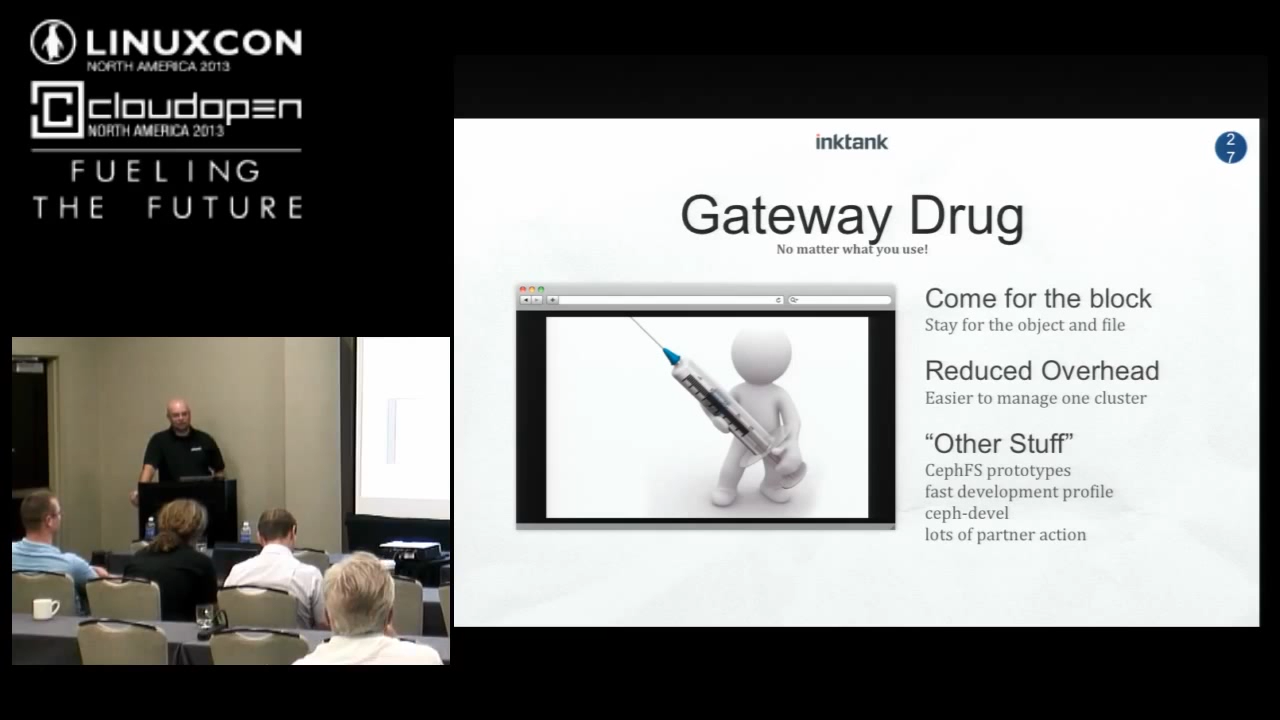 LINUXCON
NORTH AMERICA 2013
cloudopen
NORTH AMERICA 2013
FUELING
THE FUTURE
inktank
2
7
Gateway Drug
No matter what you use!
Come for the block
Stay for the object and file
Reduced Overhead
Easier to manage one cluster
“Other Stuff”
CephFS prototypes
fast development profile
ceph-devel
lots of partner action